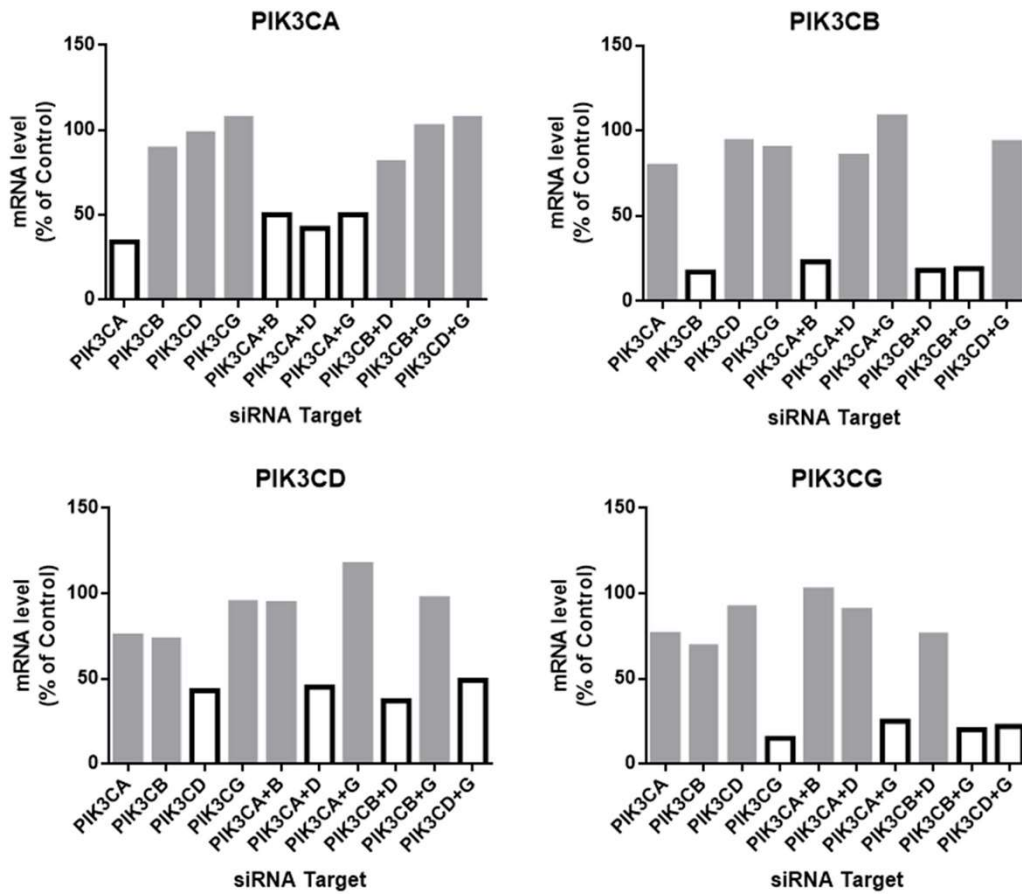 PIK3CA
mRNA level
(% of Control)
150
100
50
0
PIK3CA
PIK3CB
PIK3CD
PIK3CG
PIK3CA+B
PIK3CA+D
PIK3CA+G
PIK3CB+D
PIK3CB+G
PIK3CD+G
siRNA Target
PIK3CB
mRNA level
(% of Control)
150
100
50
0
PIK3CA
PIK3CB
PIK3CD
PIK3CG
PIK3CA+B
PIK3CA+D
PIK3CA+G
PIK3CB+D
PIK3CB+G
PIK3CD+G
siRNA Target
PIK3CD
mRNA level
(% of Control)
150
100
50
0
PIK3CA
PIK3CB
PIK3CD
PIK3CG
PIK3CA+B
PIK3CA+D
PIK3CA+G
PIK3CB+D
PIK3CB+G
PIK3CD+G
siRNA Target
PIK3CG
mRNA level
(% of Control)
150
100
50
0
PIK3CA
PIK3CB
PIK3CD
PIK3CG
PIK3CA+B
PIK3CA+D
PIK3CA+G
PIK3CB+D
PIK3CB+G
PIK3CD+G
siRNA Target